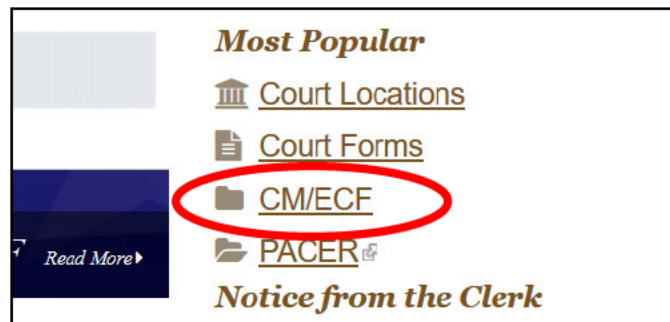 Most Popular
Court Locations
Court Forms
CM/ECF
PACER
F Read More
Notice from the Clerk